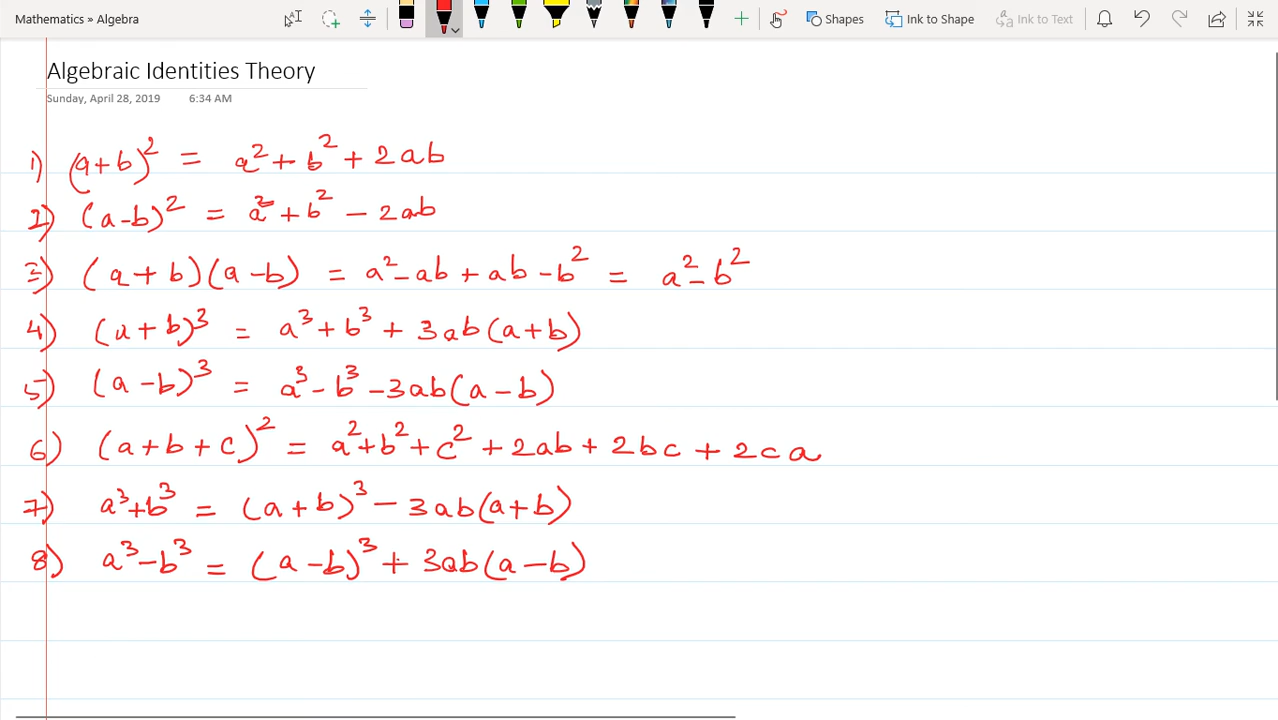 Mathematics » Algebra
Shapes Ink to Shape Ink to Text
Algebraic Identities Theory
Sunday, April 28, 2019 6:34 AM
1) (a+b)² = a² + b² + 2ab
2) (a-b)² = a² + b² - 2ab
3) (a+b)(a-b) = a² - ab + ab - b² = a² - b²
4) (a+b)³ = a³ + b³ + 3ab(a+b)
5) (a-b)³ = a³ - b³ - 3ab(a-b)
6) (a+b+c)² = a² + b² + c² + 2ab + 2bc + 2ca
7) a³+b³ = (a+b)³ - 3ab(a+b)
8) a³-b³ = (a-b)³ + 3ab(a-b)